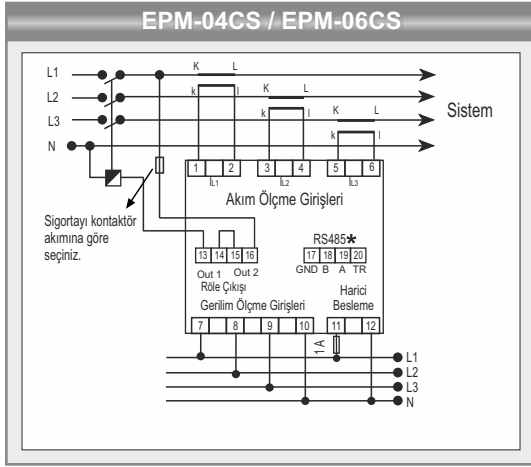 EPM-04CS / EPM-06CS
L1
K L
L2
k l
K L
Sistem
L3
k l
K L
N
k l
1 2 3 4 5 6
IL1 IL2 IL3
Akım Ölçme Girişleri
Sigortayı kontaktör
akımına göre
seçiniz.
RS485*
13 14 15 16
17 18 19 20
Out 1 Out 2
GND B A TR
Röle Çıkışı
Harici
Besleme
Gerilim Ölçme Girişleri
7 8 9 10 11 12
1 A
L1
L2
L3
N